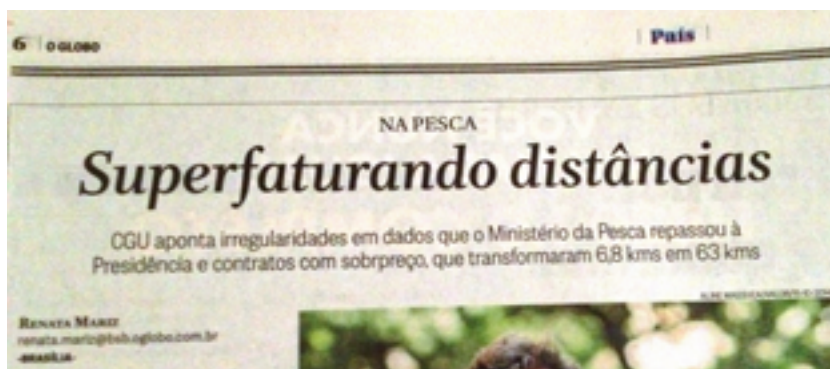 6 | O GLOBO
| País |
NA PESCA
Superfaturando distâncias
CGU aponta irregularidades em dados que o Ministério da Pesca repassou à
Presidência e contratos com sobrpreço, que transformaram 6,8 kms em 63 kms
RENATA MARIZ
renata.mariz@bsb.oglobo.com.br
-BRASÍLIA-